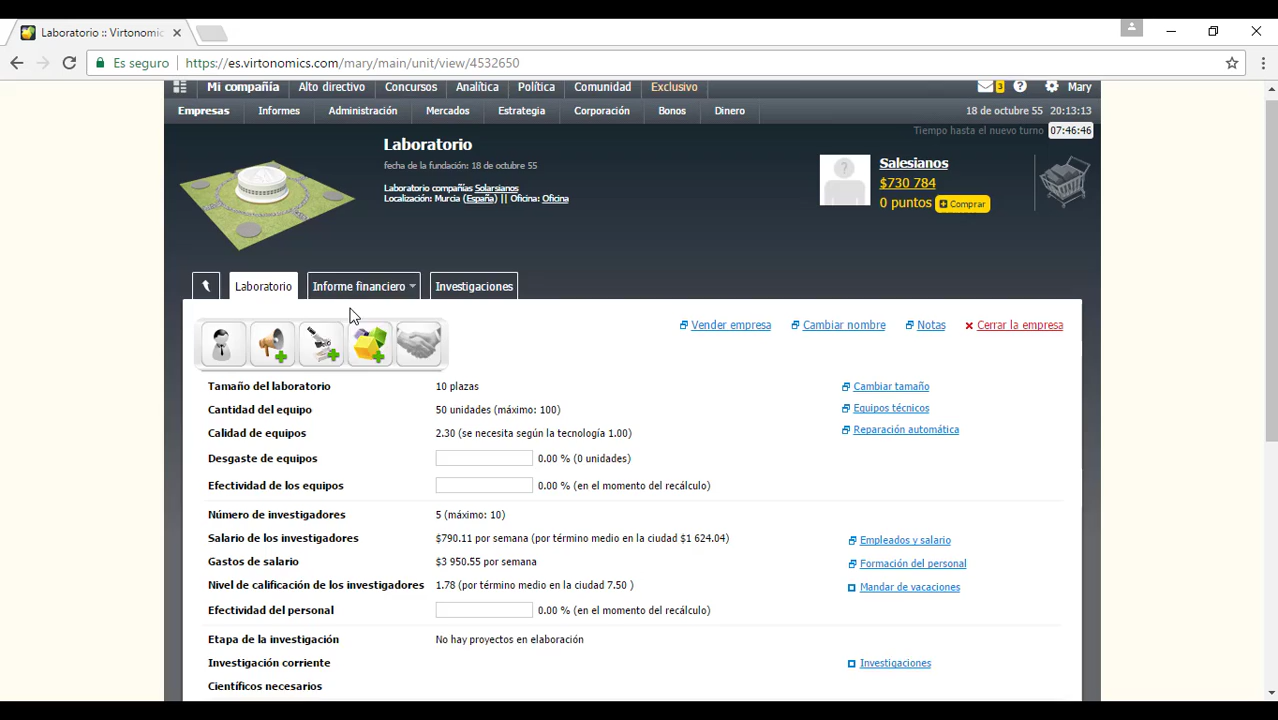 Laboratorio :: Virtonomic
Es seguro https://es.virtonomics.com/mary/main/unit/view/4532650
Mi compañía Alto directivo Concursos Analítica Política Comunidad Exclusivo 3 ? Mary
Empresas Informes Administración Mercados Estrategia Corporación Bonos Dinero 18 de octubre 55 20:13:13
Tiempo hasta el nuevo turno 07:46:46
Laboratorio
fecha de la fundación: 18 de octubre 55
Laboratorio compañías Solarsianos
Localización: Murcia (España) || Oficina: Oficina
?
Salesianos
$730 784
0 puntos Comprar
Laboratorio Informe financiero Investigaciones
Vender empresa Cambiar nombre Notas Cerrar la empresa
Tamaño del laboratorio 10 plazas Cambiar tamaño
Cantidad del equipo 50 unidades (máximo: 100) Equipos técnicos
Calidad de equipos 2.30 (se necesita según la tecnología 1.00) Reparación automática
Desgaste de equipos 0.00 % (0 unidades)
Efectividad de los equipos 0.00 % (en el momento del recálculo)
Número de investigadores 5 (máximo: 10)
Salario de los investigadores $790.11 por semana (por término medio en la ciudad $1 624.04) Empleados y salario
Gastos de salario $3 950.55 por semana Formación del personal
Nivel de calificación de los investigadores 1.78 (por término medio en la ciudad 7.50 ) Mandar de vacaciones
Efectividad del personal 0.00 % (en el momento del recálculo)
Etapa de la investigación No hay proyectos en elaboración
Investigación corriente Investigaciones
Científicos necesarios